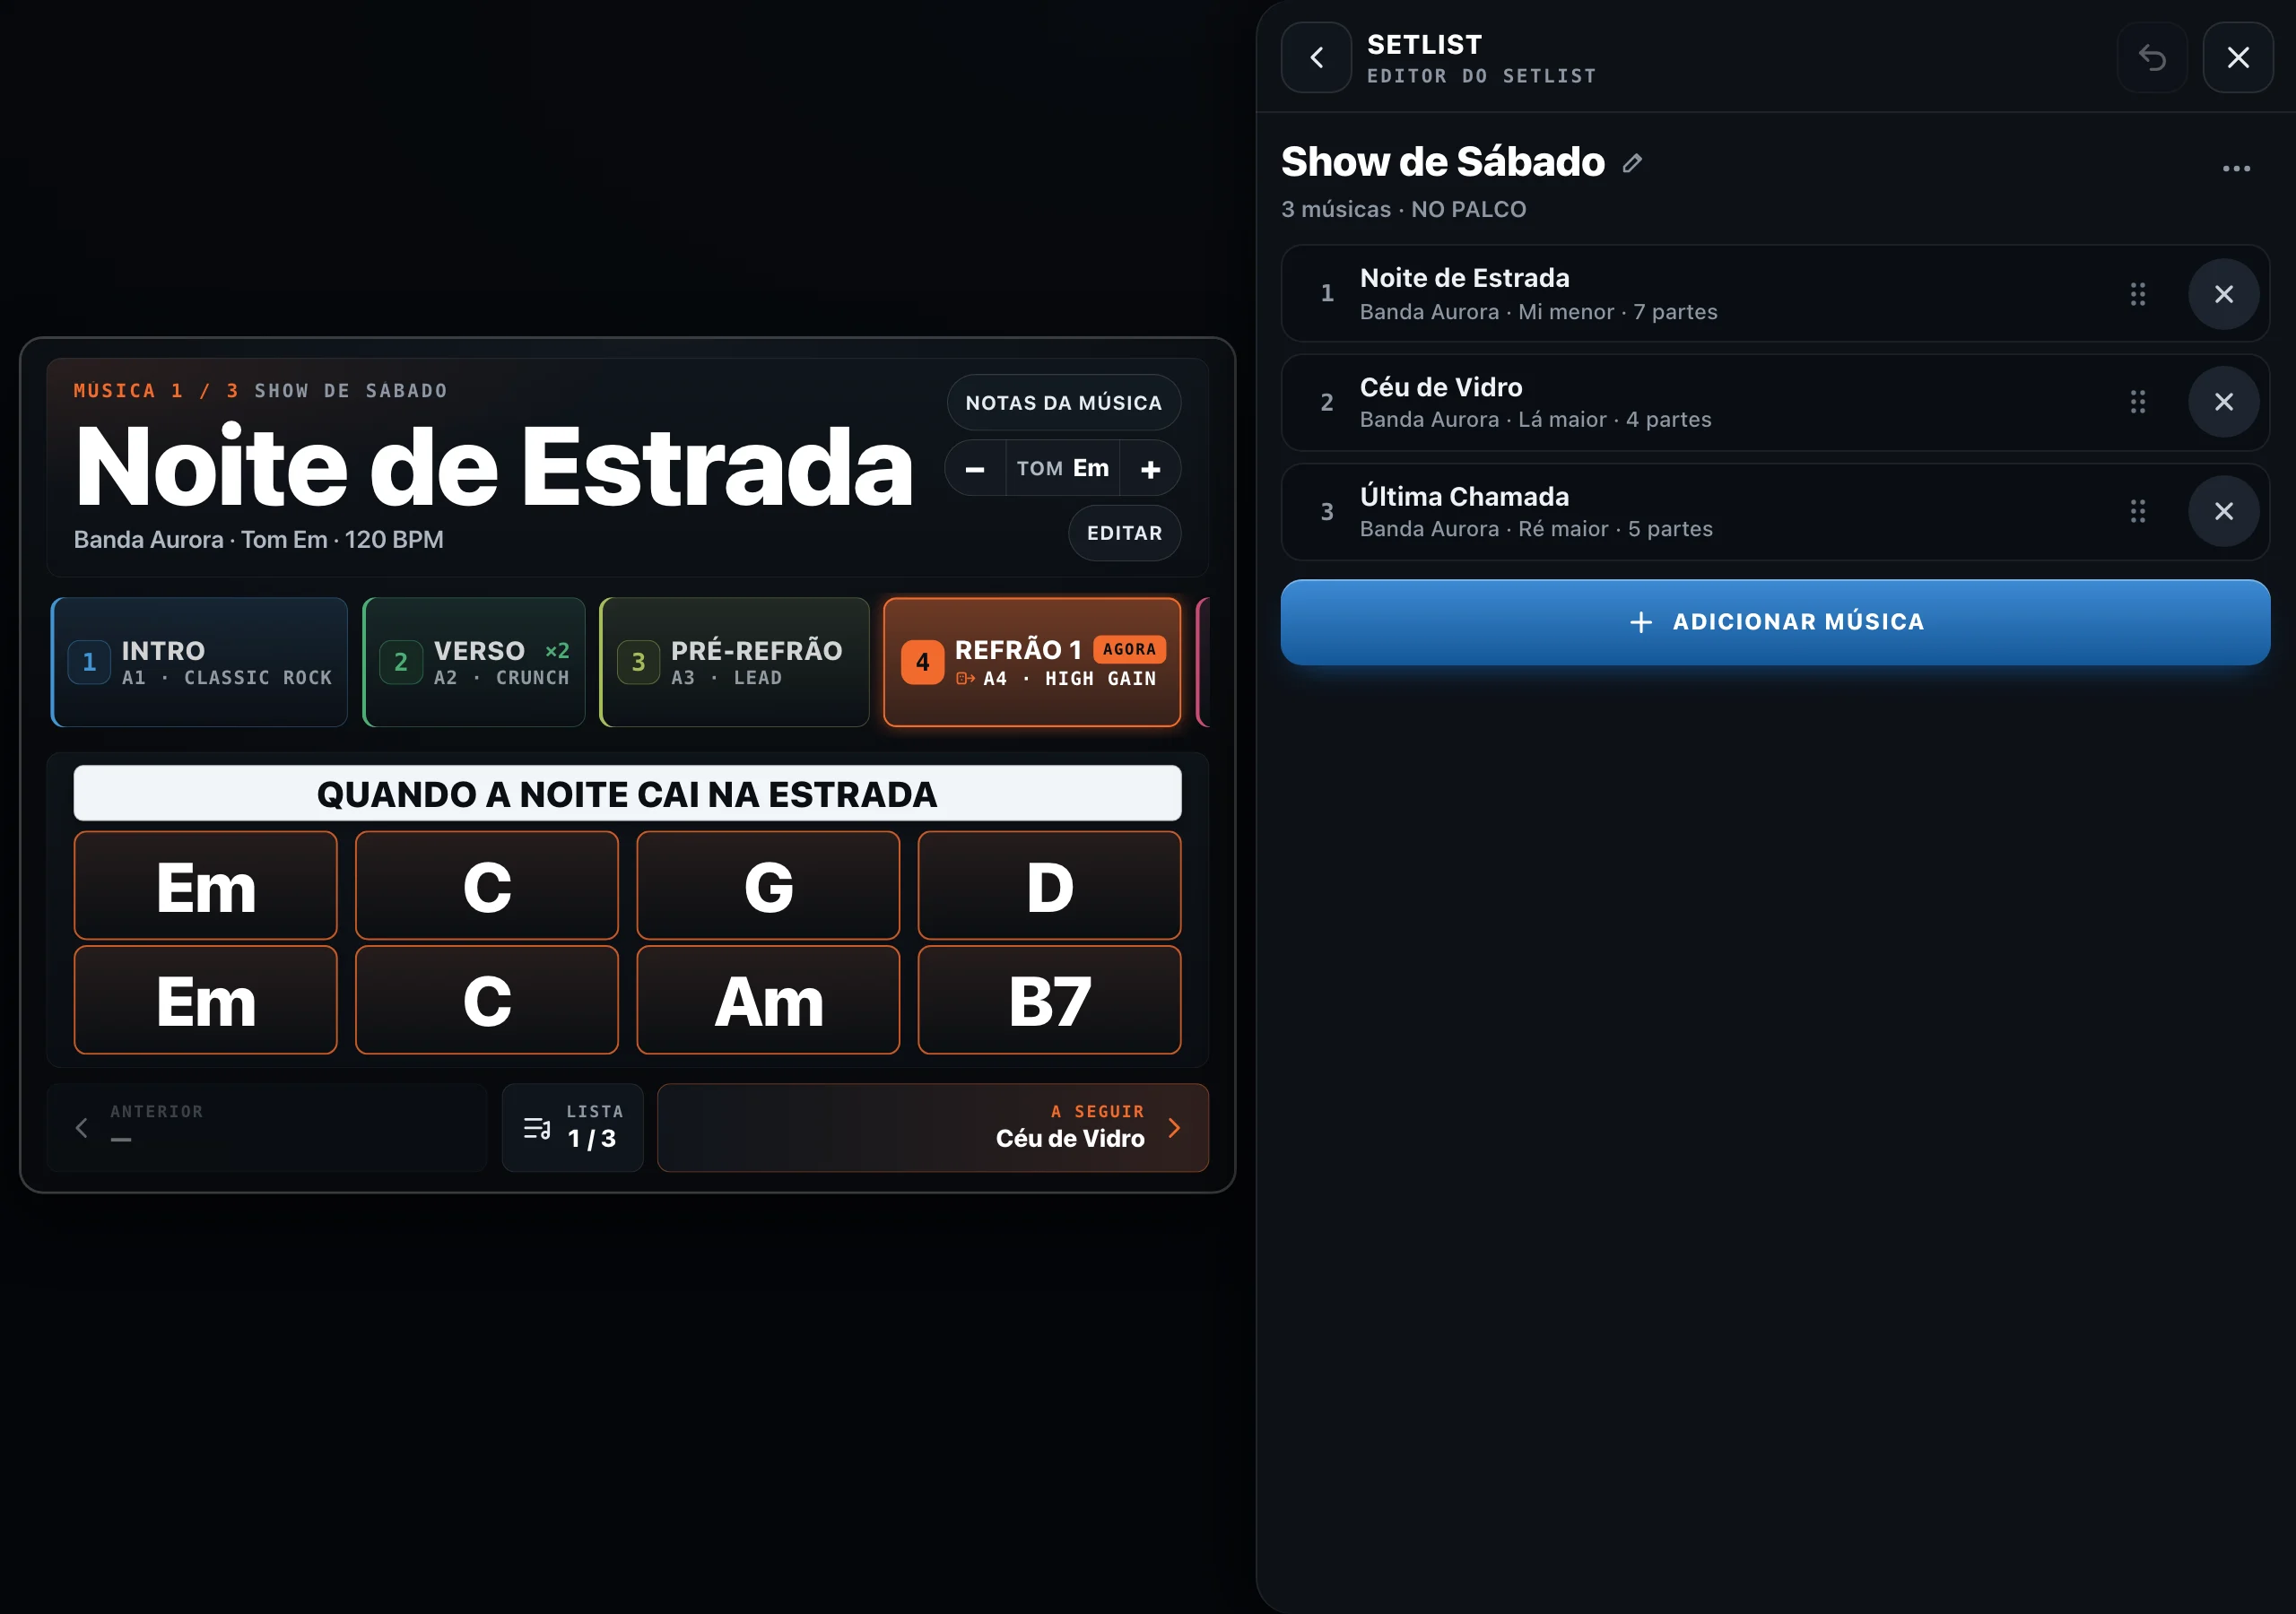 MÚSICA 1 / 3 SHOW DE SÁBADO
Noite de Estrada
Banda Aurora · Tom Em · 120 BPM
NOTAS DA MÚSICA
− TOM Em +
EDITAR
1 INTRO
A1 · CLASSIC ROCK
2 VERSO ×2
A2 · CRUNCH
3 PRÉ-REFRÃO
A3 · LEAD
4 REFRÃO 1 AGORA
A4 · HIGH GAIN
QUANDO A NOITE CAI NA ESTRADA
Em C G D
Em C Am B7
ANTERIOR
—
LISTA
1 / 3
A SEGUIR
Céu de Vidro
SETLIST
EDITOR DO SETLIST
Show de Sábado
3 músicas · NO PALCO
1 Noite de Estrada
Banda Aurora · Mi menor · 7 partes
2 Céu de Vidro
Banda Aurora · Lá maior · 4 partes
3 Última Chamada
Banda Aurora · Ré maior · 5 partes
+ ADICIONAR MÚSICA